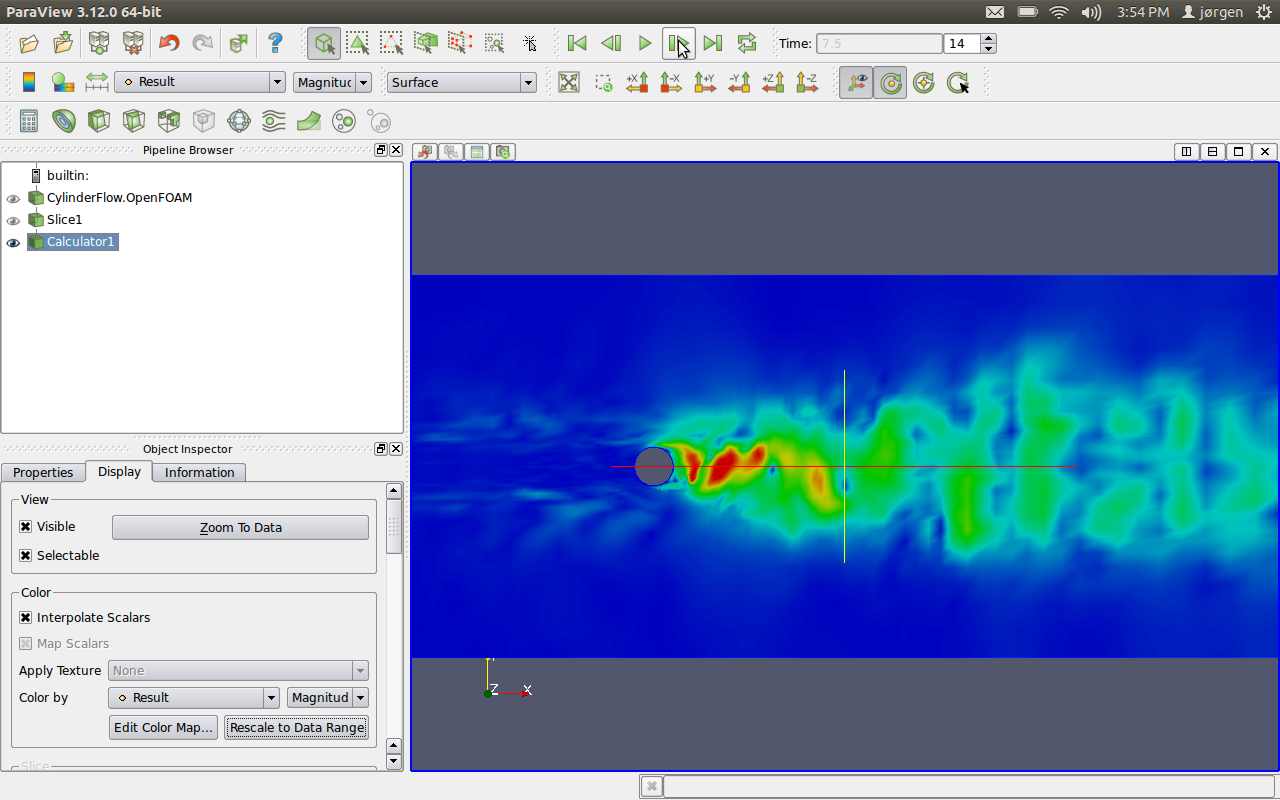 ParaView 3.12.0 64-bit
3:54 PM
jørgen
?
Time: 7.5
14
Result
Magnitud
Surface
+X
-X
+Y
-Y
+Z
-Z
Pipeline Browser
builtin:
CylinderFlow.OpenFOAM
Slice1
Calculator1
Object Inspector
Properties
Display
Information
View
Visible
Zoom To Data
Selectable
Color
Interpolate Scalars
Map Scalars
Apply Texture
None
Color by
Result
Magnitud
Edit Color Map...
Rescale to Data Range
Slice
Z
X